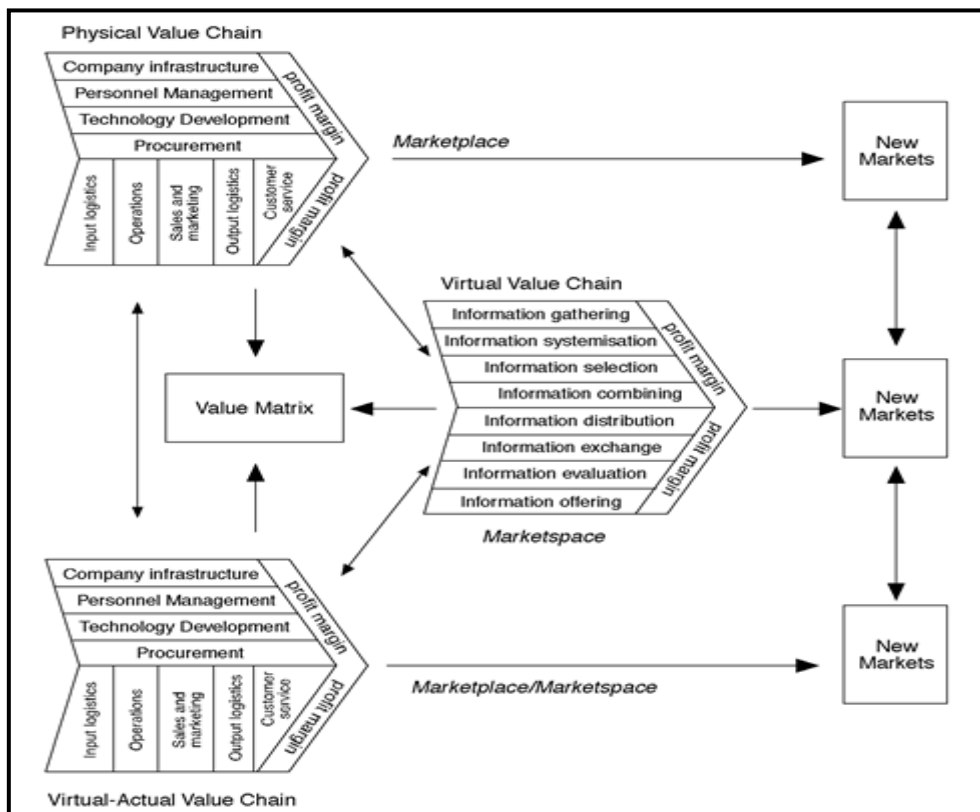 Physical Value Chain
Company infrastructure
Personnel Management
Technology Development
Procurement
Input logistics
Operations
Sales and
marketing
Output logistics
Customer
service
profit margin
profit margin
Marketplace
New
Markets
Virtual Value Chain
Information gathering
Information systemisation
Information selection
Information combining
Information distribution
Information exchange
Information evaluation
Information offering
profit margin
profit margin
Marketspace
Value Matrix
New
Markets
Company infrastructure
Personnel Management
Technology Development
Procurement
Input logistics
Operations
Sales and
marketing
Output logistics
Customer
service
profit margin
profit margin
Marketplace/Marketspace
New
Markets
Virtual-Actual Value Chain